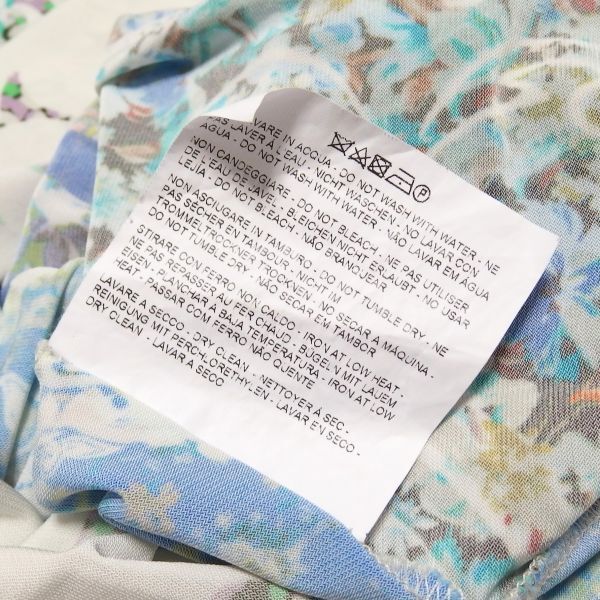 VARE IN ACQUA - DO NOT WASH WITH WATER - NE
PAS LAVER À L'EAU - NICHT WASCHEN - NO LAVAR CON
AGUA - DO NOT WASH WITH WATER - NÃO LAVAR EM AGUA
NON CANDEGGIARE - DO NOT BLEACH - NE PAS UTILISER
DE L'EAU DE JAVEL - BLEICHEN NICHT ERLAUBT - NO USAR
LEJÍA - DO NOT BLEACH - NÃO BRANQUEAR
NON ASCIUGARE IN TAMBURO - DO NOT TUMBLE DRY - NE
PAS SÉCHER EN TAMBOUR - NICHT IM
TROMMELTROCKNER TROCKNEN - NO SECAR A MAQUINA -
DO NOT TUMBLE DRY - NÃO SECAR EM TAMBOR
STIRARE CON FERRO NON CALDO - IRON AT LOW HEAT -
NE PAS REPASSER AU FER CHAUD - BÜGELN MIT LAUEM
EISEN - PLANCHAR A BAJA TEMPERATURA - IRON AT LOW
HEAT - PASSAR COM FERRO NÃO QUENTE
LAVARE A SECCO - DRY CLEAN - NETTOYER À SEC -
REINIGUNG MIT PERCHLORETHYLEN - LAVAR EN SECO -
DRY CLEAN - LAVAR A SECO